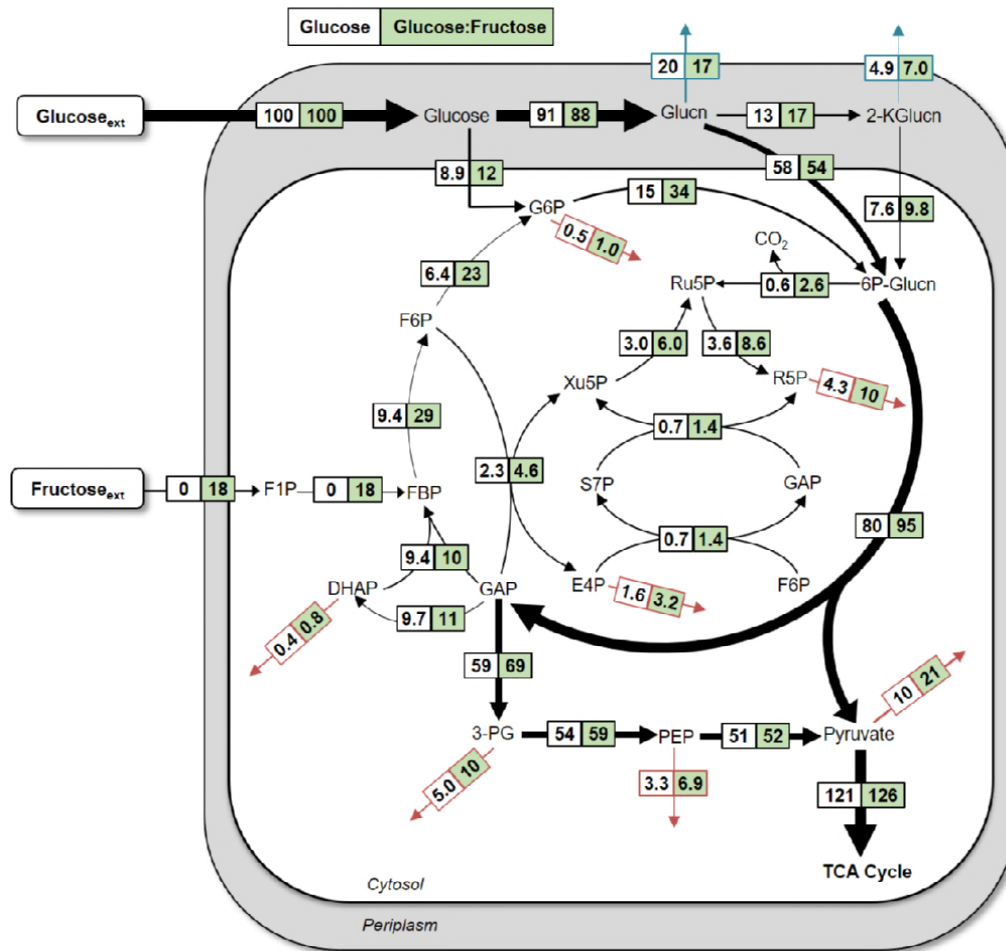 Glucose Glucose:Fructose
20 17 4.9 7.0
Glucose_ext 100 100 Glucose 91 88 Glucn 13 17 2-KGlucn
8.9 12 58 54
G6P 15 34 7.6 9.8
0.5 1.0 CO₂
6.4 23 Ru5P 0.6 2.6 6P-Glucn
F6P
3.0 6.0 3.6 8.6
Xu5P R5P 4.3 10
9.4 29
0.7 1.4
2.3 4.6 S7P GAP
Fructose_ext 0 18 F1P 0 18 FBP
80 95
9.4 10 0.7 1.4
DHAP GAP E4P 1.6 3.2 F6P
0.4 0.8 9.7 11
59 69
10 21
3-PG 54 59 PEP 51 52 Pyruvate
5.0 10 3.3 6.9
121 126
TCA Cycle
Cytosol
Periplasm